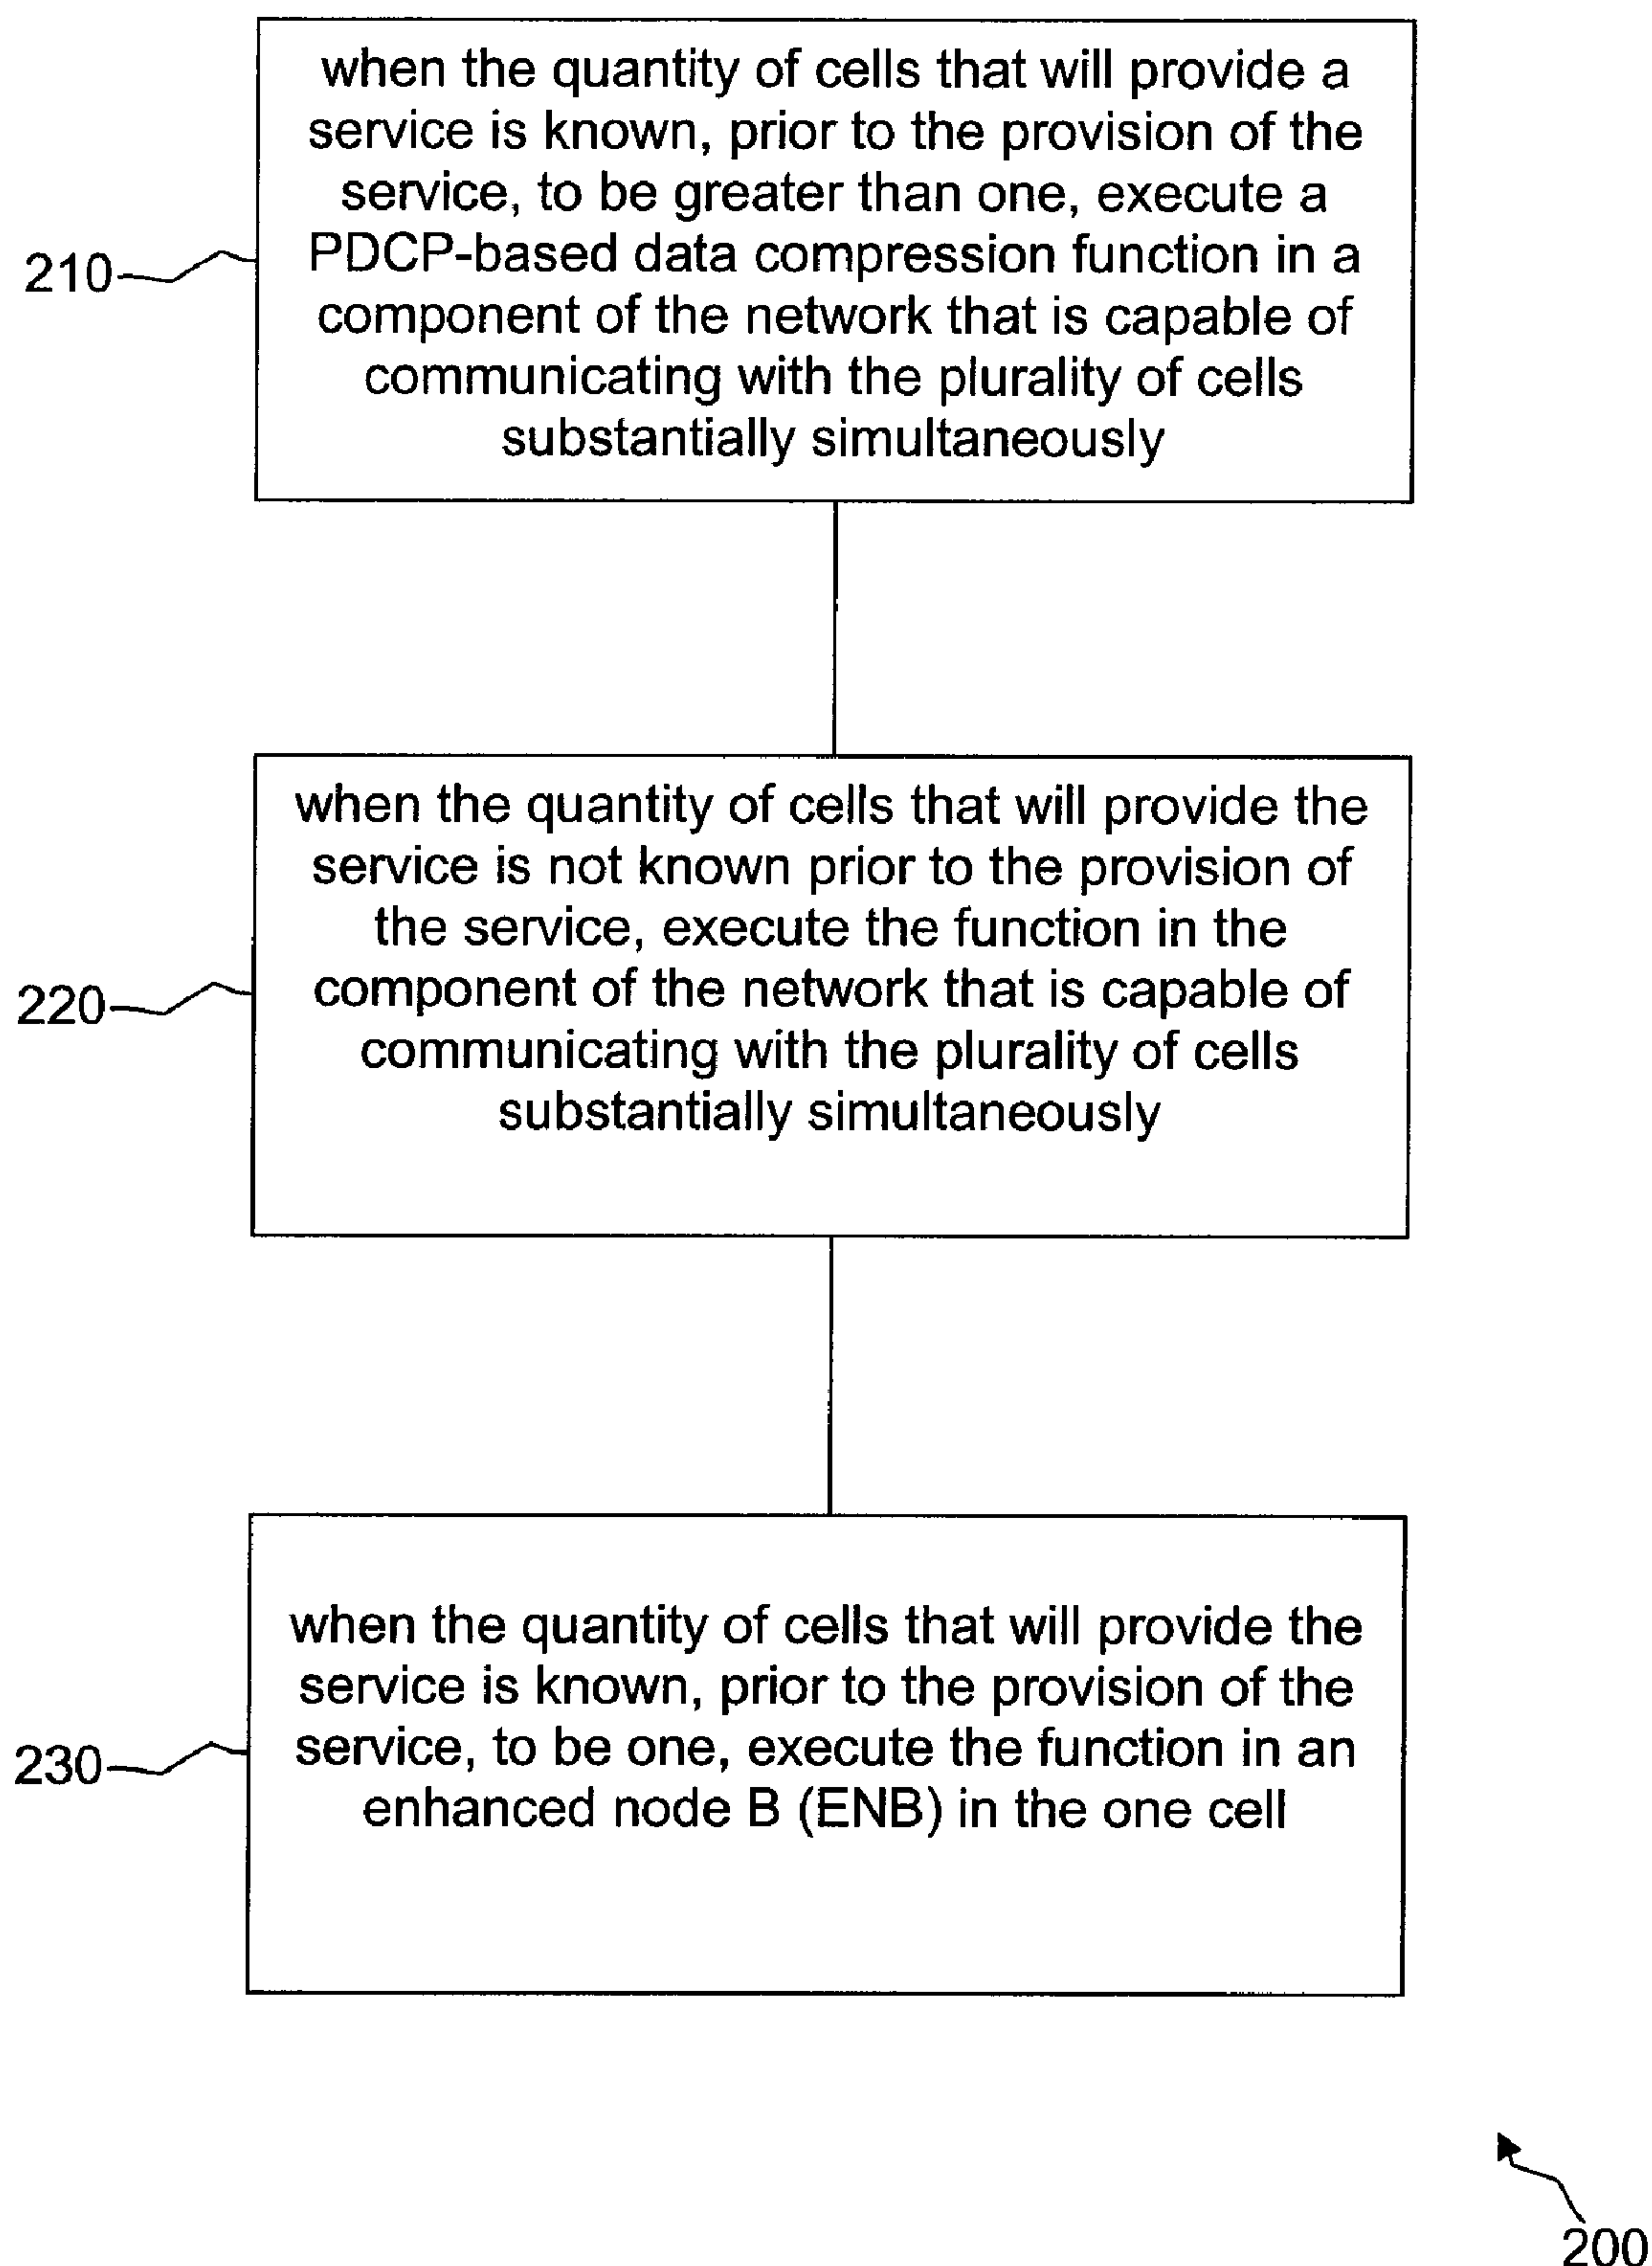 when the quantity of cells that will provide a
service is known, prior to the provision of the
service, to be greater than one, execute a
PDCP-based data compression function in a
component of the network that is capable of
communicating with the plurality of cells
substantially simultaneously
210
when the quantity of cells that will provide the
service is not known prior to the provision of
the service, execute the function in the
component of the network that is capable of
communicating with the plurality of cells
substantially simultaneously
220
when the quantity of cells that will provide the
service is known, prior to the provision of the
service, to be one, execute the function in an
enhanced node B (ENB) in the one cell
230
200